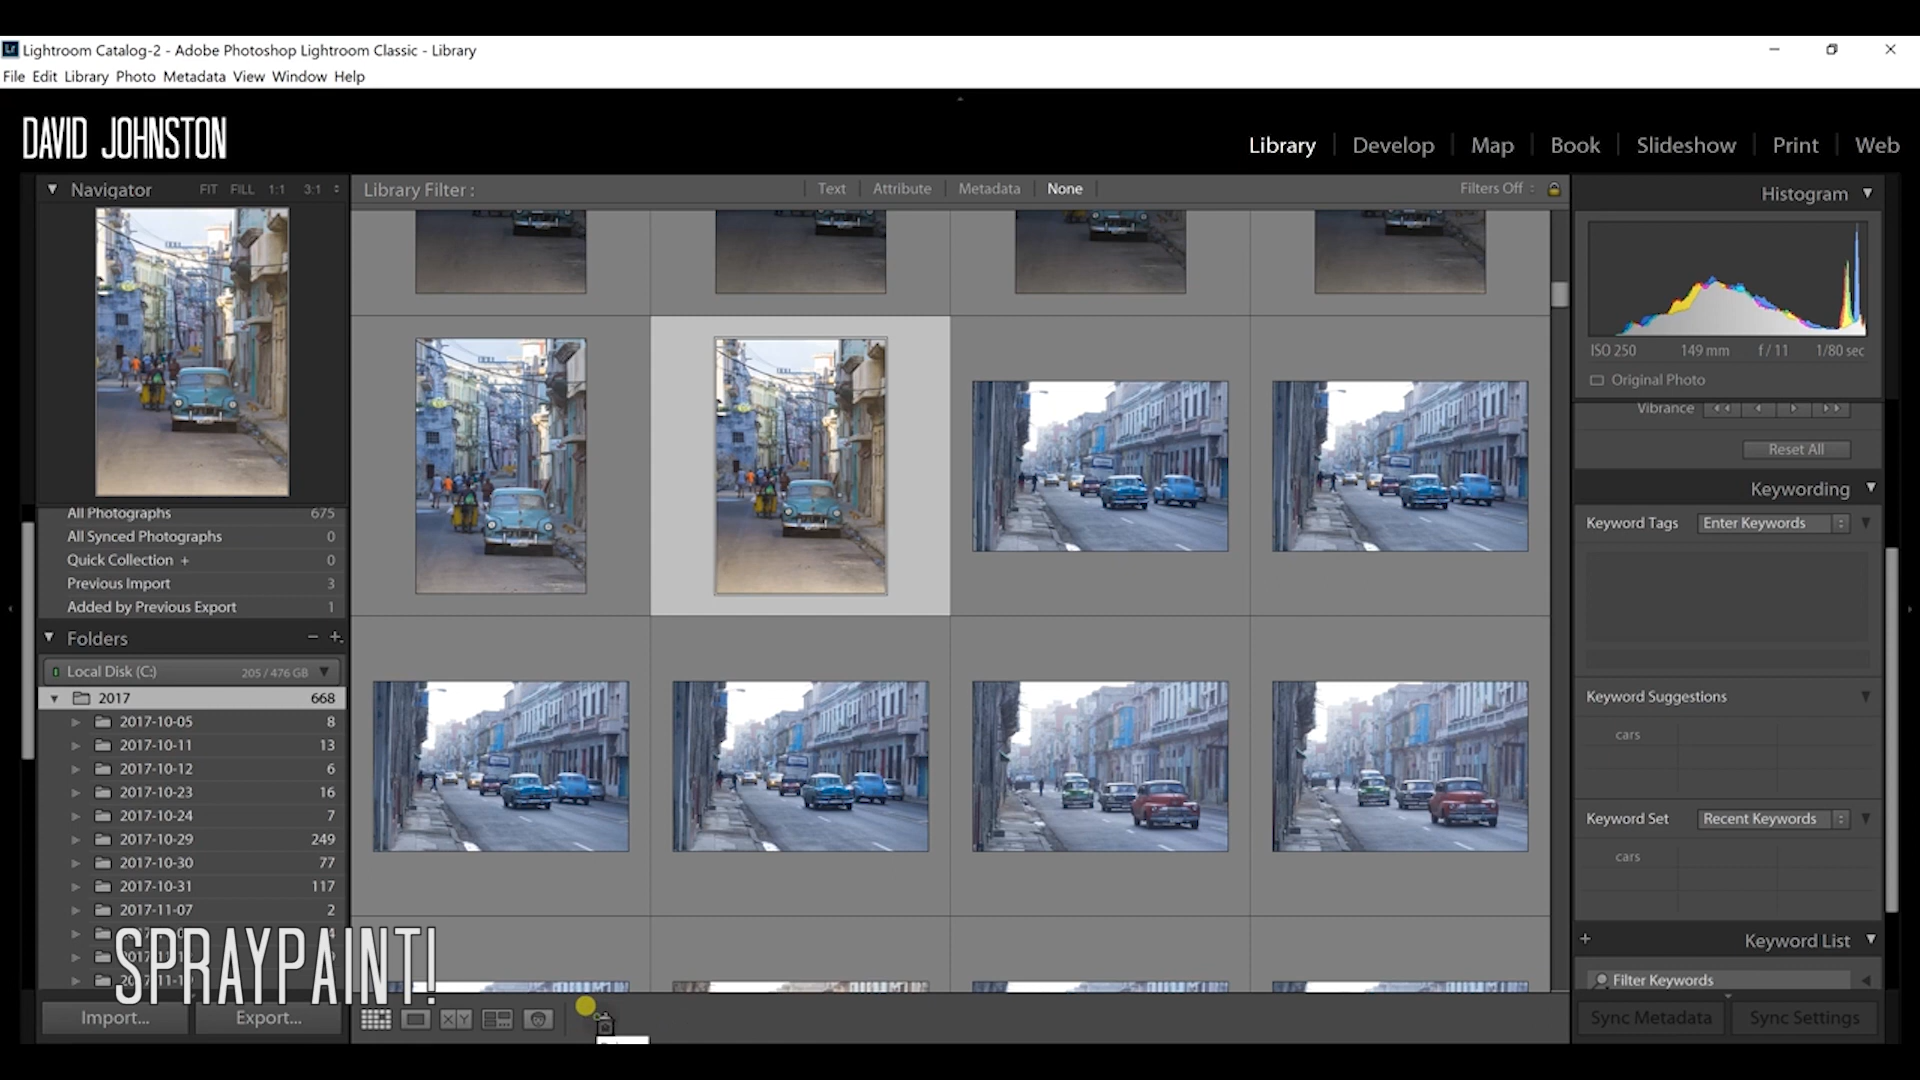 Lightroom Catalog-2 - Adobe Photoshop Lightroom Classic - Library
File Edit Library Photo Metadata View Window Help
DAVID JOHNSTON
Library Develop Map Book Slideshow Print Web
Navigator FIT FILL 1:1 3:1
Library Filter : Text Attribute Metadata None Filters Off
Histogram
ISO 250 149 mm f / 11 1/80 sec
Original Photo
Vibrance
Reset All
Keywording
Keyword Tags Enter Keywords
Keyword Suggestions
cars
Keyword Set Recent Keywords
cars
Keyword List
Filter Keywords
Sync Metadata Sync Settings
All Photographs 675
All Synced Photographs 0
Quick Collection + 0
Previous Import 3
Added by Previous Export 1
Folders
Local Disk (C:) 205 / 476 GB
2017 668
2017-10-05 8
2017-10-11 13
2017-10-12 6
2017-10-23 16
2017-10-24 7
2017-10-29 249
2017-10-30 77
2017-10-31 117
2017-11-07 2
SPRAYPAINT!
Import... Export...
XY